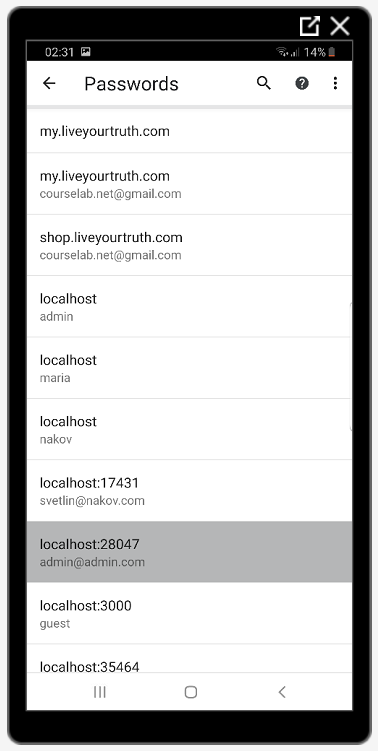 02:31 14%
Passwords
my.liveyourtruth.com
my.liveyourtruth.com
courselab.net@gmail.com
shop.liveyourtruth.com
courselab.net@gmail.com
localhost
admin
localhost
maria
localhost
nakov
localhost:17431
svetlin@nakov.com
localhost:28047
admin@admin.com
localhost:3000
guest
localhost:35464